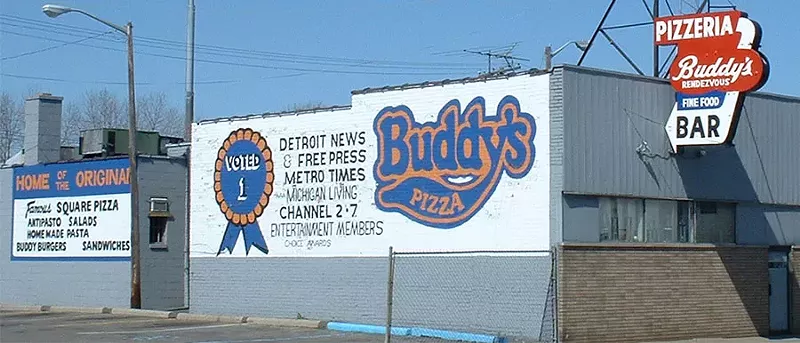 HOME OF THE ORIGINAL
Famous SQUARE PIZZA
ANTIPASTO SALADS
HOMEMADE PASTA
BUDDY BURGERS SANDWICHES
VOTED
1
DETROIT NEWS
& FREE PRESS
METRO TIMES
MICHIGAN LIVING
CHANNEL 2·7
ENTERTAINMENT MEMBERS
CHOICE AWARDS
Buddy's
PIZZA
PIZZERIA
Buddy's
RENDEZVOUS
FINE FOOD
BAR